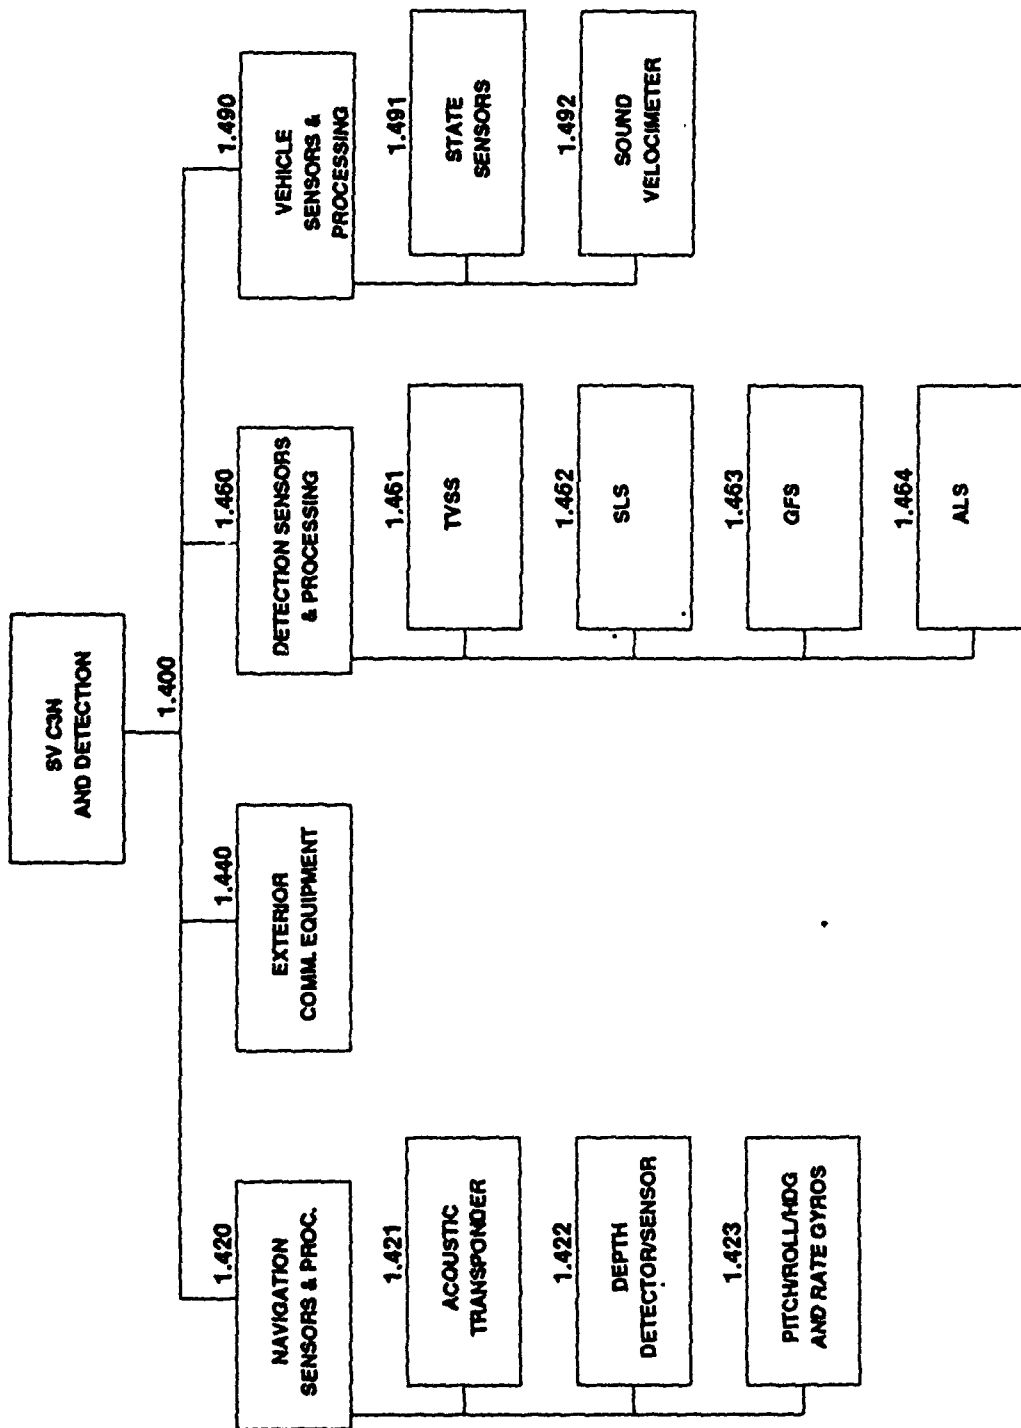 SV C3N
AND DETECTION
1.400
1.420
NAVIGATION
SENSORS & PROC.
1.421
ACOUSTIC
TRANSPONDER
1.422
DEPTH
DETECTOR/SENSOR
1.423
PITCH/ROLL/HDG
AND RATE GYROS
1.440
EXTERIOR
COMM. EQUIPMENT
1.460
DETECTION SENSORS
& PROCESSING
1.461
TVSS
1.462
SLS
1.463
GFS
1.464
ALS
1.490
VEHICLE
SENSORS &
PROCESSING
1.491
STATE
SENSORS
1.492
SOUND
VELOCIMETER